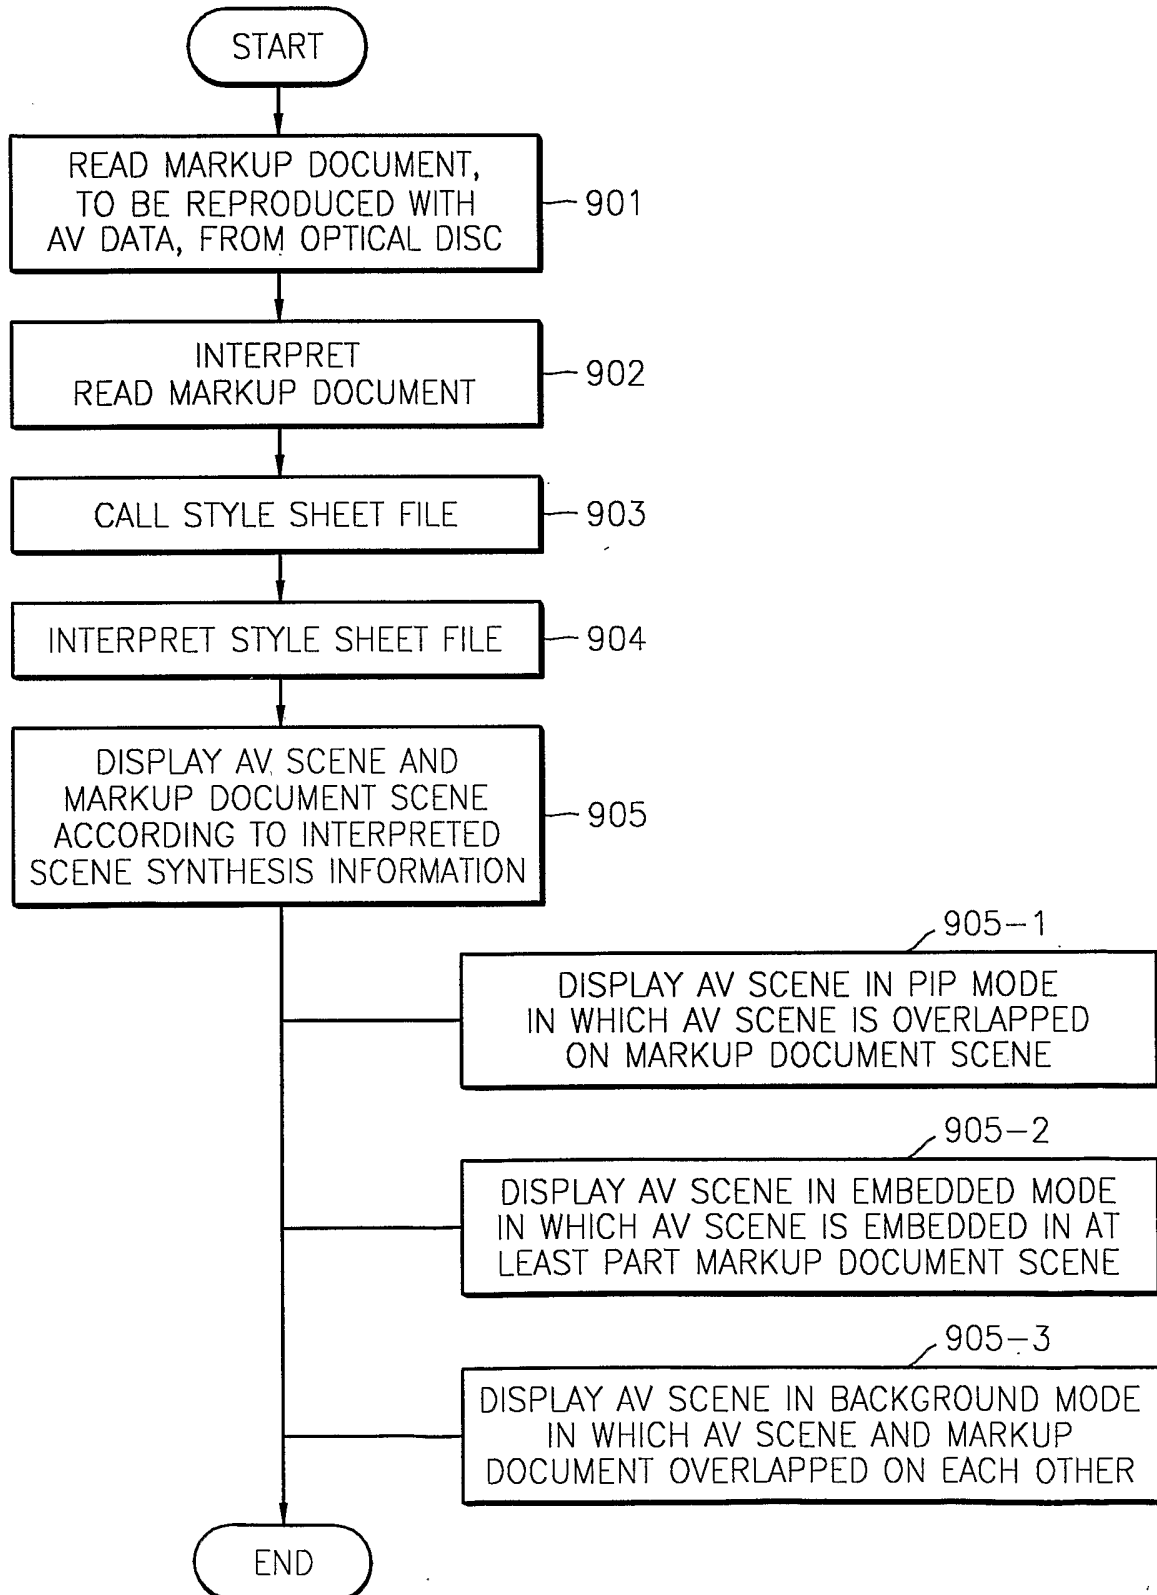 START
READ MARKUP DOCUMENT,
TO BE REPRODUCED WITH
AV DATA, FROM OPTICAL DISC
901
INTERPRET
READ MARKUP DOCUMENT
902
CALL STYLE SHEET FILE
903
INTERPRET STYLE SHEET FILE
904
DISPLAY AV SCENE AND
MARKUP DOCUMENT SCENE
ACCORDING TO INTERPRETED
SCENE SYNTHESIS INFORMATION
905
905-1
DISPLAY AV SCENE IN PIP MODE
IN WHICH AV SCENE IS OVERLAPPED
ON MARKUP DOCUMENT SCENE
905-2
DISPLAY AV SCENE IN EMBEDDED MODE
IN WHICH AV SCENE IS EMBEDDED IN AT
LEAST PART MARKUP DOCUMENT SCENE
905-3
DISPLAY AV SCENE IN BACKGROUND MODE
IN WHICH AV SCENE AND MARKUP
DOCUMENT OVERLAPPED ON EACH OTHER
END